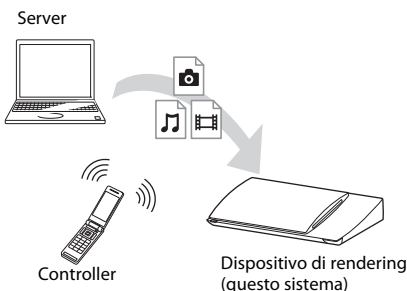 Server
Controller
Dispositivo di rendering
(questo sistema)